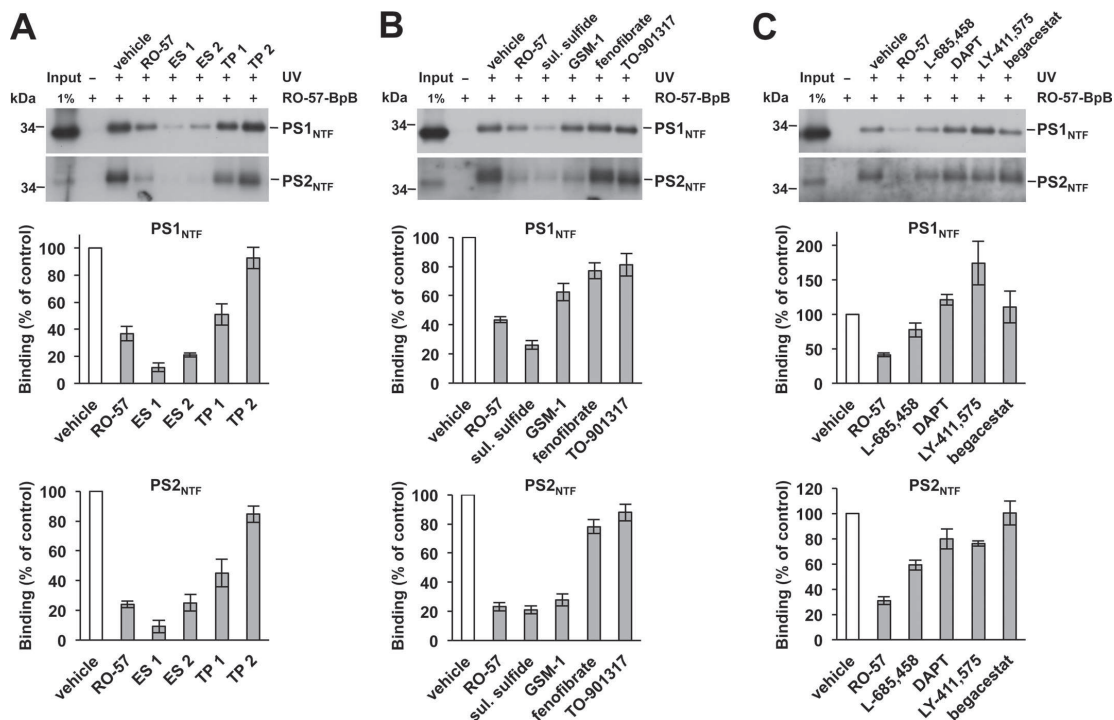 A
vehicle
RO-57
ES 1
ES 2
TP 1
TP 2
Input – + + + + + + UV
kDa 1% + + + + + + + RO-57-BpB
34 PS1NTF
34 PS2NTF
PS1NTF
Binding (% of control)
100
80
60
40
20
0
vehicle
RO-57
ES 1
ES 2
TP 1
TP 2
PS2NTF
Binding (% of control)
100
80
60
40
20
0
vehicle
RO-57
ES 1
ES 2
TP 1
TP 2
B
vehicle
RO-57
sul. sulfide
GSM-1
fenofibrate
TO-901317
Input – + + + + + + UV
kDa 1% + + + + + + + RO-57-BpB
34 PS1NTF
34 PS2NTF
PS1NTF
Binding (% of control)
100
80
60
40
20
0
vehicle
RO-57
sul. sulfide
GSM-1
fenofibrate
TO-901317
PS2NTF
Binding (% of control)
100
80
60
40
20
0
vehicle
RO-57
sul. sulfide
GSM-1
fenofibrate
TO-901317
C
vehicle
RO-57
L-685,458
DAPT
LY-411,575
begacestat
Input – + + + + + + UV
kDa 1% + + + + + + + RO-57-BpB
34 PS1NTF
34 PS2NTF
PS1NTF
Binding (% of control)
200
150
100
50
0
vehicle
RO-57
L-685,458
DAPT
LY-411,575
begacestat
PS2NTF
Binding (% of control)
120
100
80
60
40
20
0
vehicle
RO-57
L-685,458
DAPT
LY-411,575
begacestat